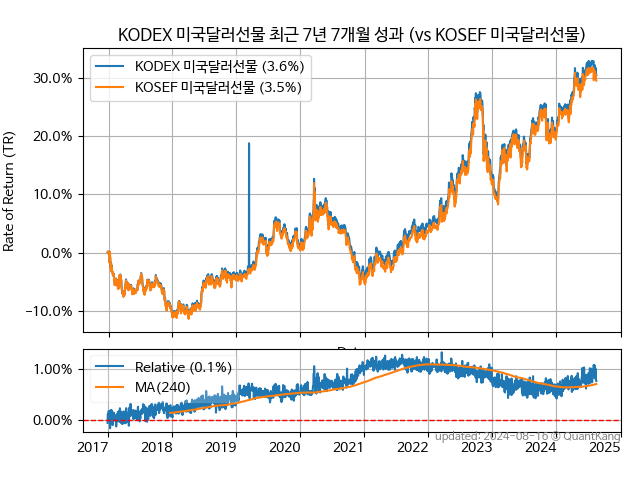 KODEX 미국달러선물 최근 7년 7개월 성과 (vs KOSEF 미국달러선물)
KODEX 미국달러선물 (3.6%)
KOSEF 미국달러선물 (3.5%)
Rate of Return (TR)
30.0%
20.0%
10.0%
0.0%
−10.0%
Relative (0.1%)
MA(240)
1.00%
0.00%
updated: 2024-08-16 © QuantKang
2017 2018 2019 2020 2021 2022 2023 2024 2025